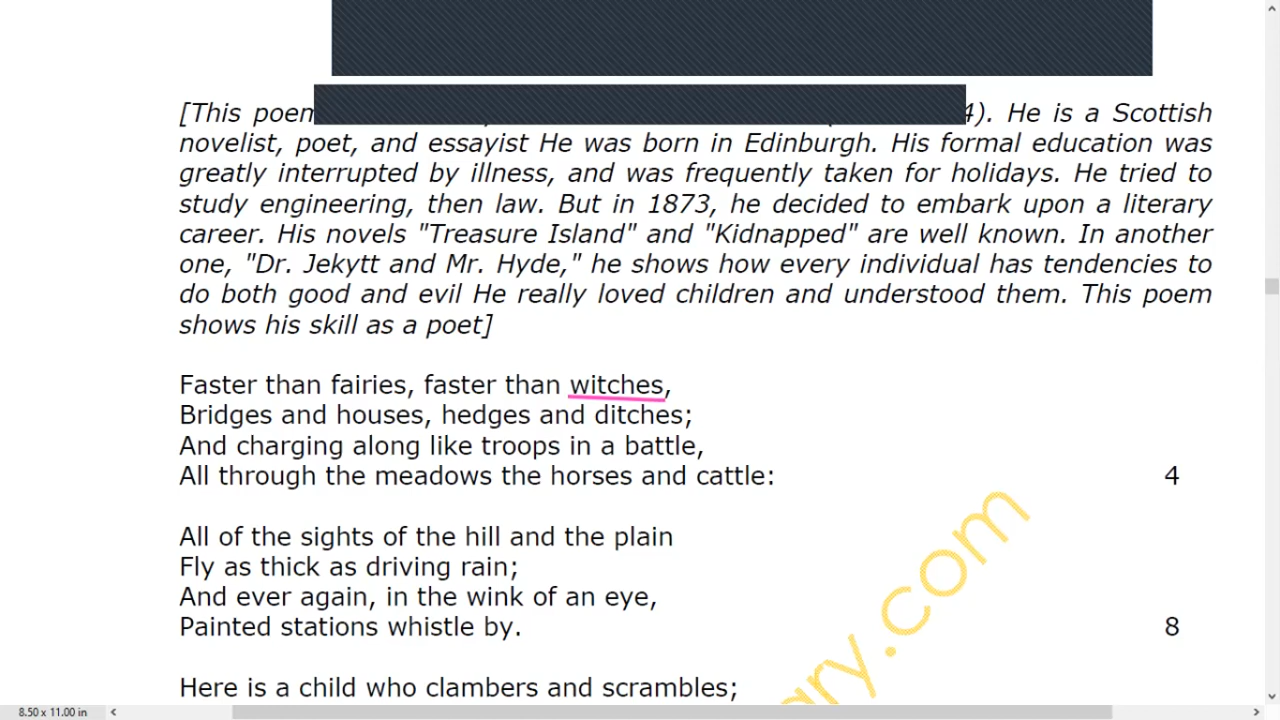 [This poem 4). He is a Scottish
novelist, poet, and essayist He was born in Edinburgh. His formal education was
greatly interrupted by illness, and was frequently taken for holidays. He tried to
study engineering, then law. But in 1873, he decided to embark upon a literary
career. His novels "Treasure Island" and "Kidnapped" are well known. In another
one, "Dr. Jekytt and Mr. Hyde," he shows how every individual has tendencies to
do both good and evil He really loved children and understood them. This poem
shows his skill as a poet]
Faster than fairies, faster than witches,
Bridges and houses, hedges and ditches;
And charging along like troops in a battle,
All through the meadows the horses and cattle: 4
All of the sights of the hill and the plain
Fly as thick as driving rain;
And ever again, in the wink of an eye,
Painted stations whistle by. 8
Here is a child who clambers and scrambles;
ary.com
8.50 x 11.00 in